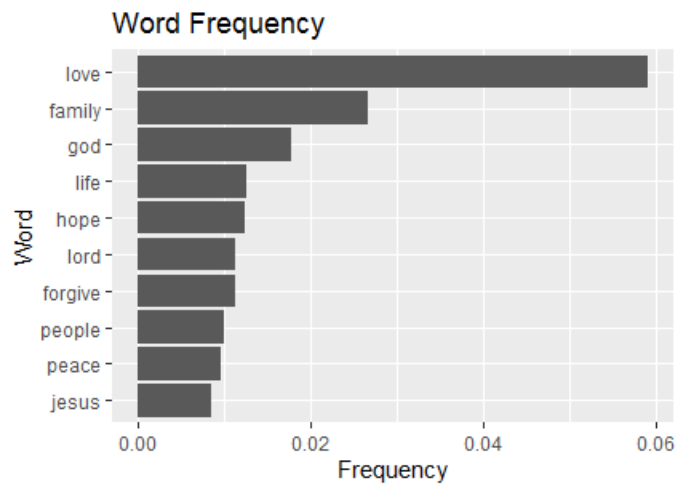 Word Frequency
love
family
god
life
hope
lord
forgive
people
peace
jesus
Word
0.00 0.02 0.04 0.06
Frequency